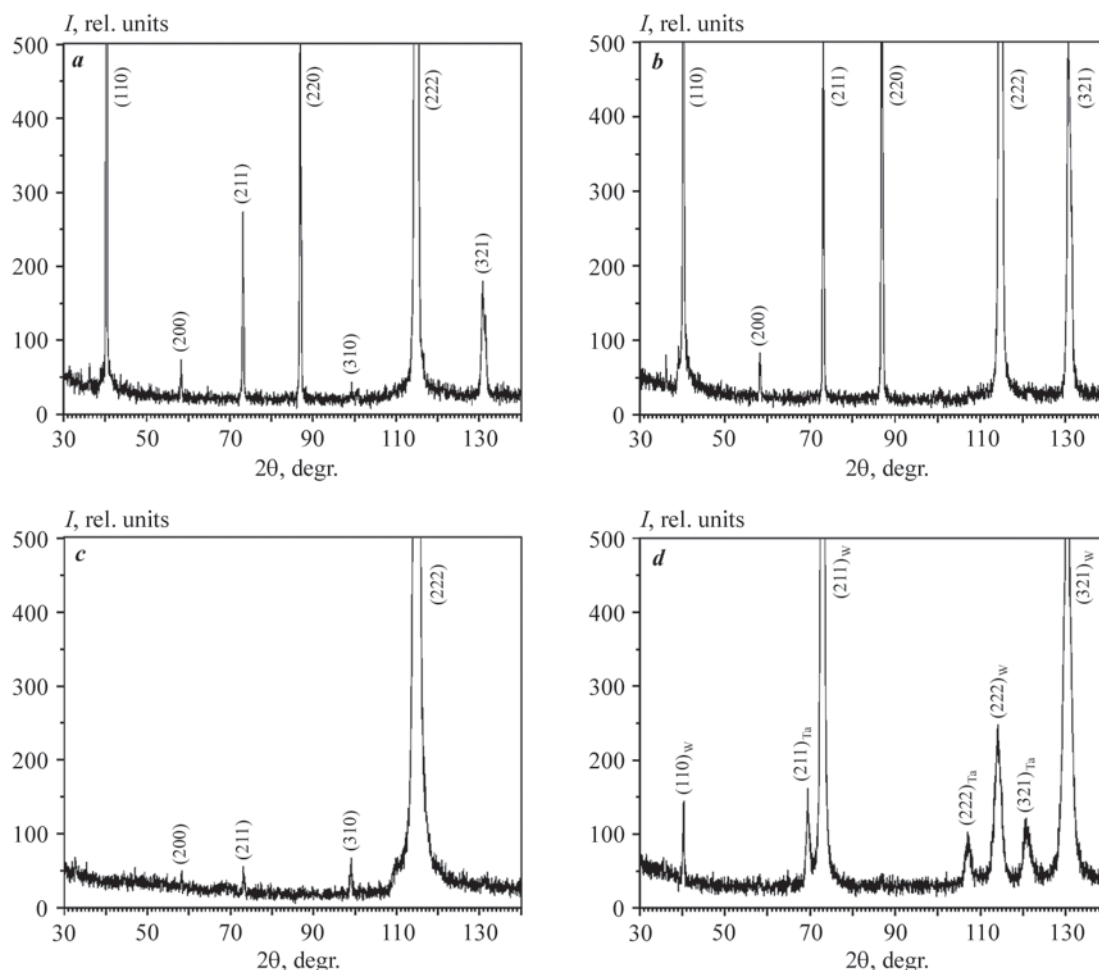 I, rel. units
a
500
400
300
200
100
0
(110)
(200)
(211)
(220)
(310)
(222)
(321)
30 50 70 90 110 130
2θ, degr.
I, rel. units
b
500
400
300
200
100
0
(110)
(200)
(211)
(220)
(222)
(321)
30 50 70 90 110 130
2θ, degr.
I, rel. units
c
500
400
300
200
100
0
(200)
(211)
(310)
(222)
30 50 70 90 110 130
2θ, degr.
I, rel. units
d
500
400
300
200
100
0
(110)W
(211)Ta
(211)W
(222)Ta
(222)W
(321)Ta
(321)W
30 50 70 90 110 130
2θ, degr.